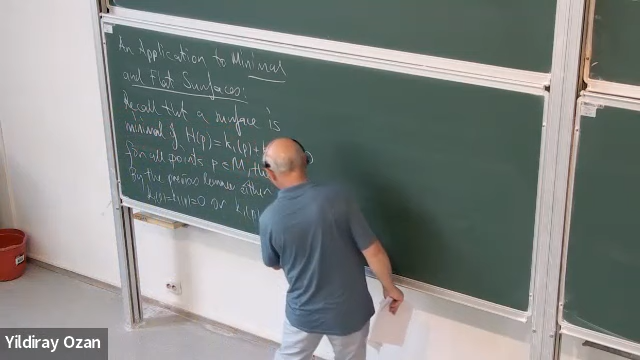 An Application to Minimal
and Flat Surfaces:
Recall that a surface is
minimal if H(p) = k₁(p) +
for all points p ∈ M,
By the previous lemma either
k₁(p) = k₂(p) = 0 or k₁(p)
Yildiray Ozan